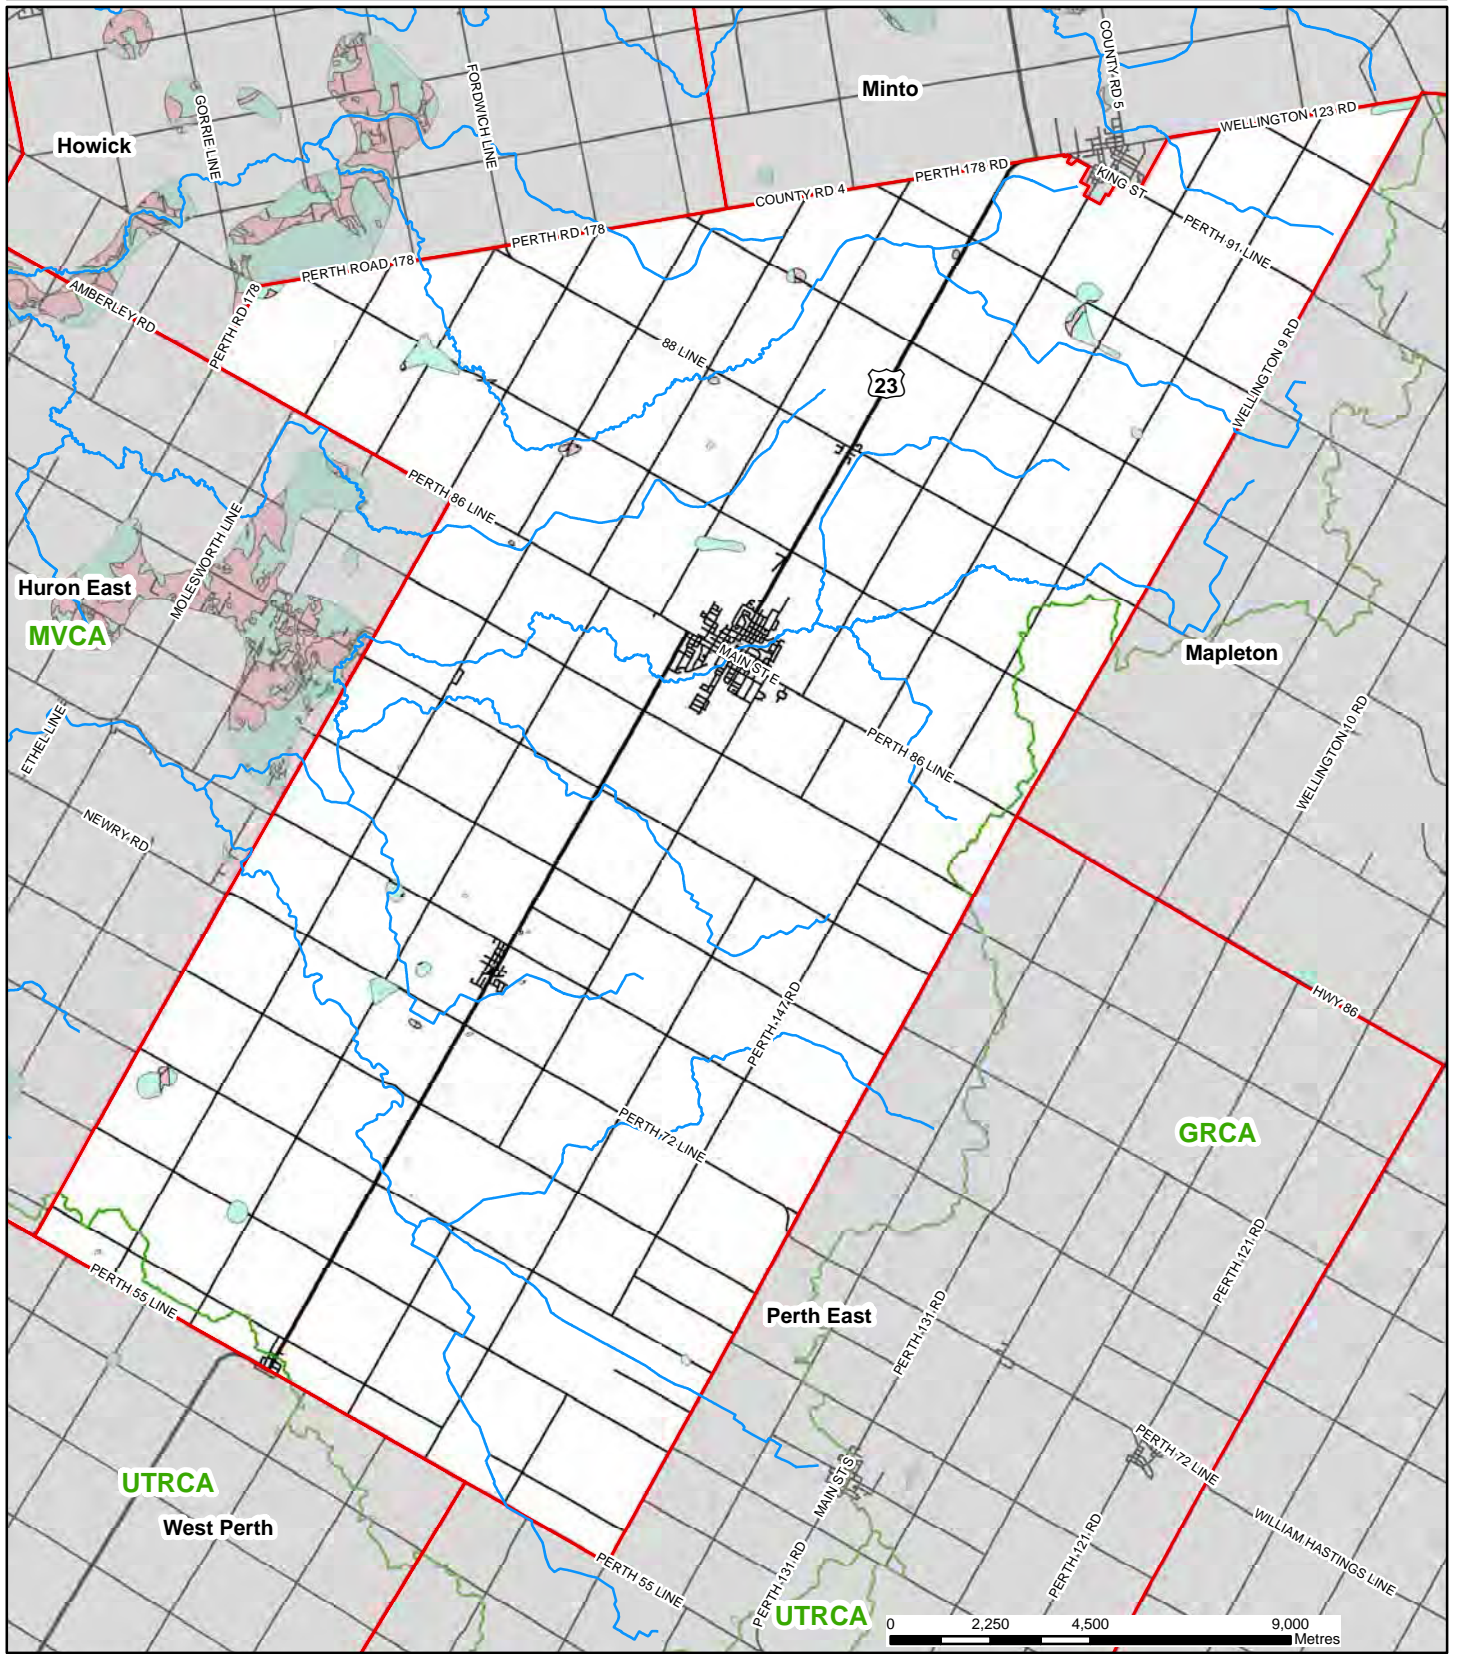 Minto
COUNTY RD 5
FORDWICH LINE
GORRIE LINE
Howick
WELLINGTON 123 RD
PERTH 178 RD
KING ST
COUNTY RD 4
PERTH RD 178
PERTH 91 LINE
PERTH ROAD 178
AMBERLEY RD
PERTH RD 178
88 LINE
WELLINGTON 9 RD
23
PERTH 86 LINE
MOLESWORTH LINE
Huron East
MVCA
MAIN ST E
Mapleton
ETHEL LINE
PERTH 86 LINE
WELLINGTON 10 RD
NEWRY RD
HWY 86
PERTH 147 RD
PERTH 72 LINE
GRCA
PERTH 121 RD
PERTH 55 LINE
Perth East
PERTH 131 RD
PERTH 72 LINE
UTRCA
MAIN ST S
West Perth
WILLIAM HASTINGS LINE
PERTH 55 LINE
PERTH 131 RD
PERTH 121 RD
UTRCA
0 2,250 4,500 9,000
Metres